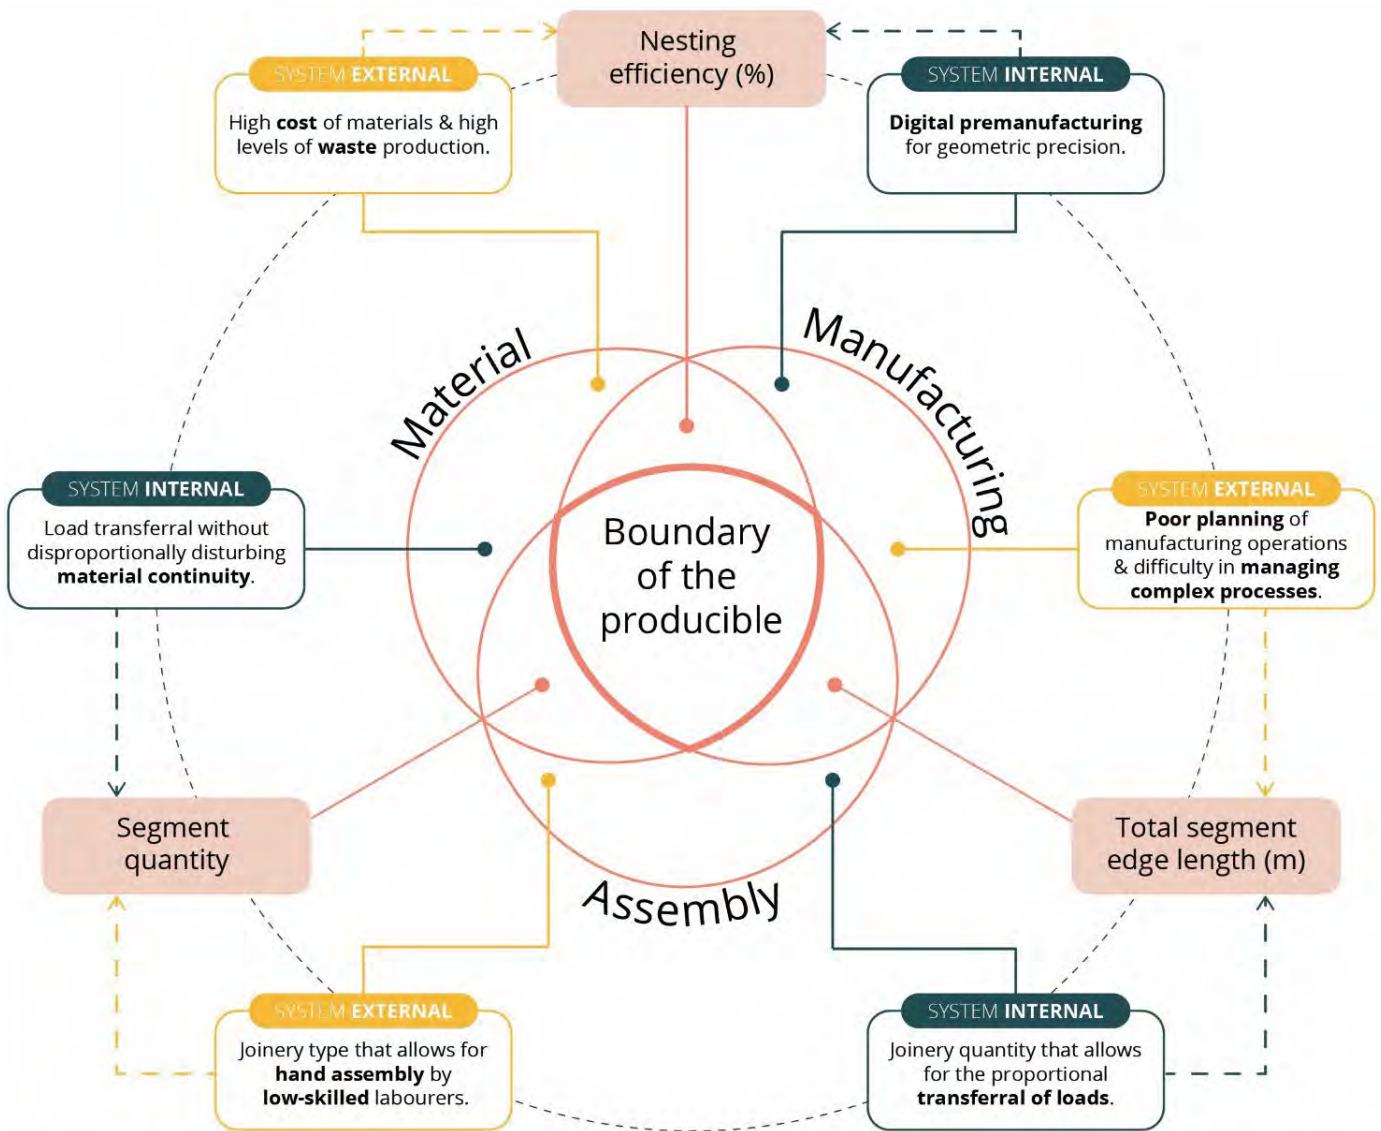 Nesting
efficiency (%)
SYSTEM EXTERNAL
High cost of materials & high
levels of waste production.
SYSTEM INTERNAL
Digital premanufacturing
for geometric precision.
Material
Manufacturing
SYSTEM INTERNAL
Load transferral without
disproportionally disturbing
material continuity.
Boundary
of the
producible
SYSTEM EXTERNAL
Poor planning of
manufacturing operations
& difficulty in managing
complex processes.
Segment
quantity
Total segment
edge length (m)
Assembly
SYSTEM EXTERNAL
Joinery type that allows for
hand assembly by
low-skilled labourers.
SYSTEM INTERNAL
Joinery quantity that allows
for the proportional
transferral of loads.